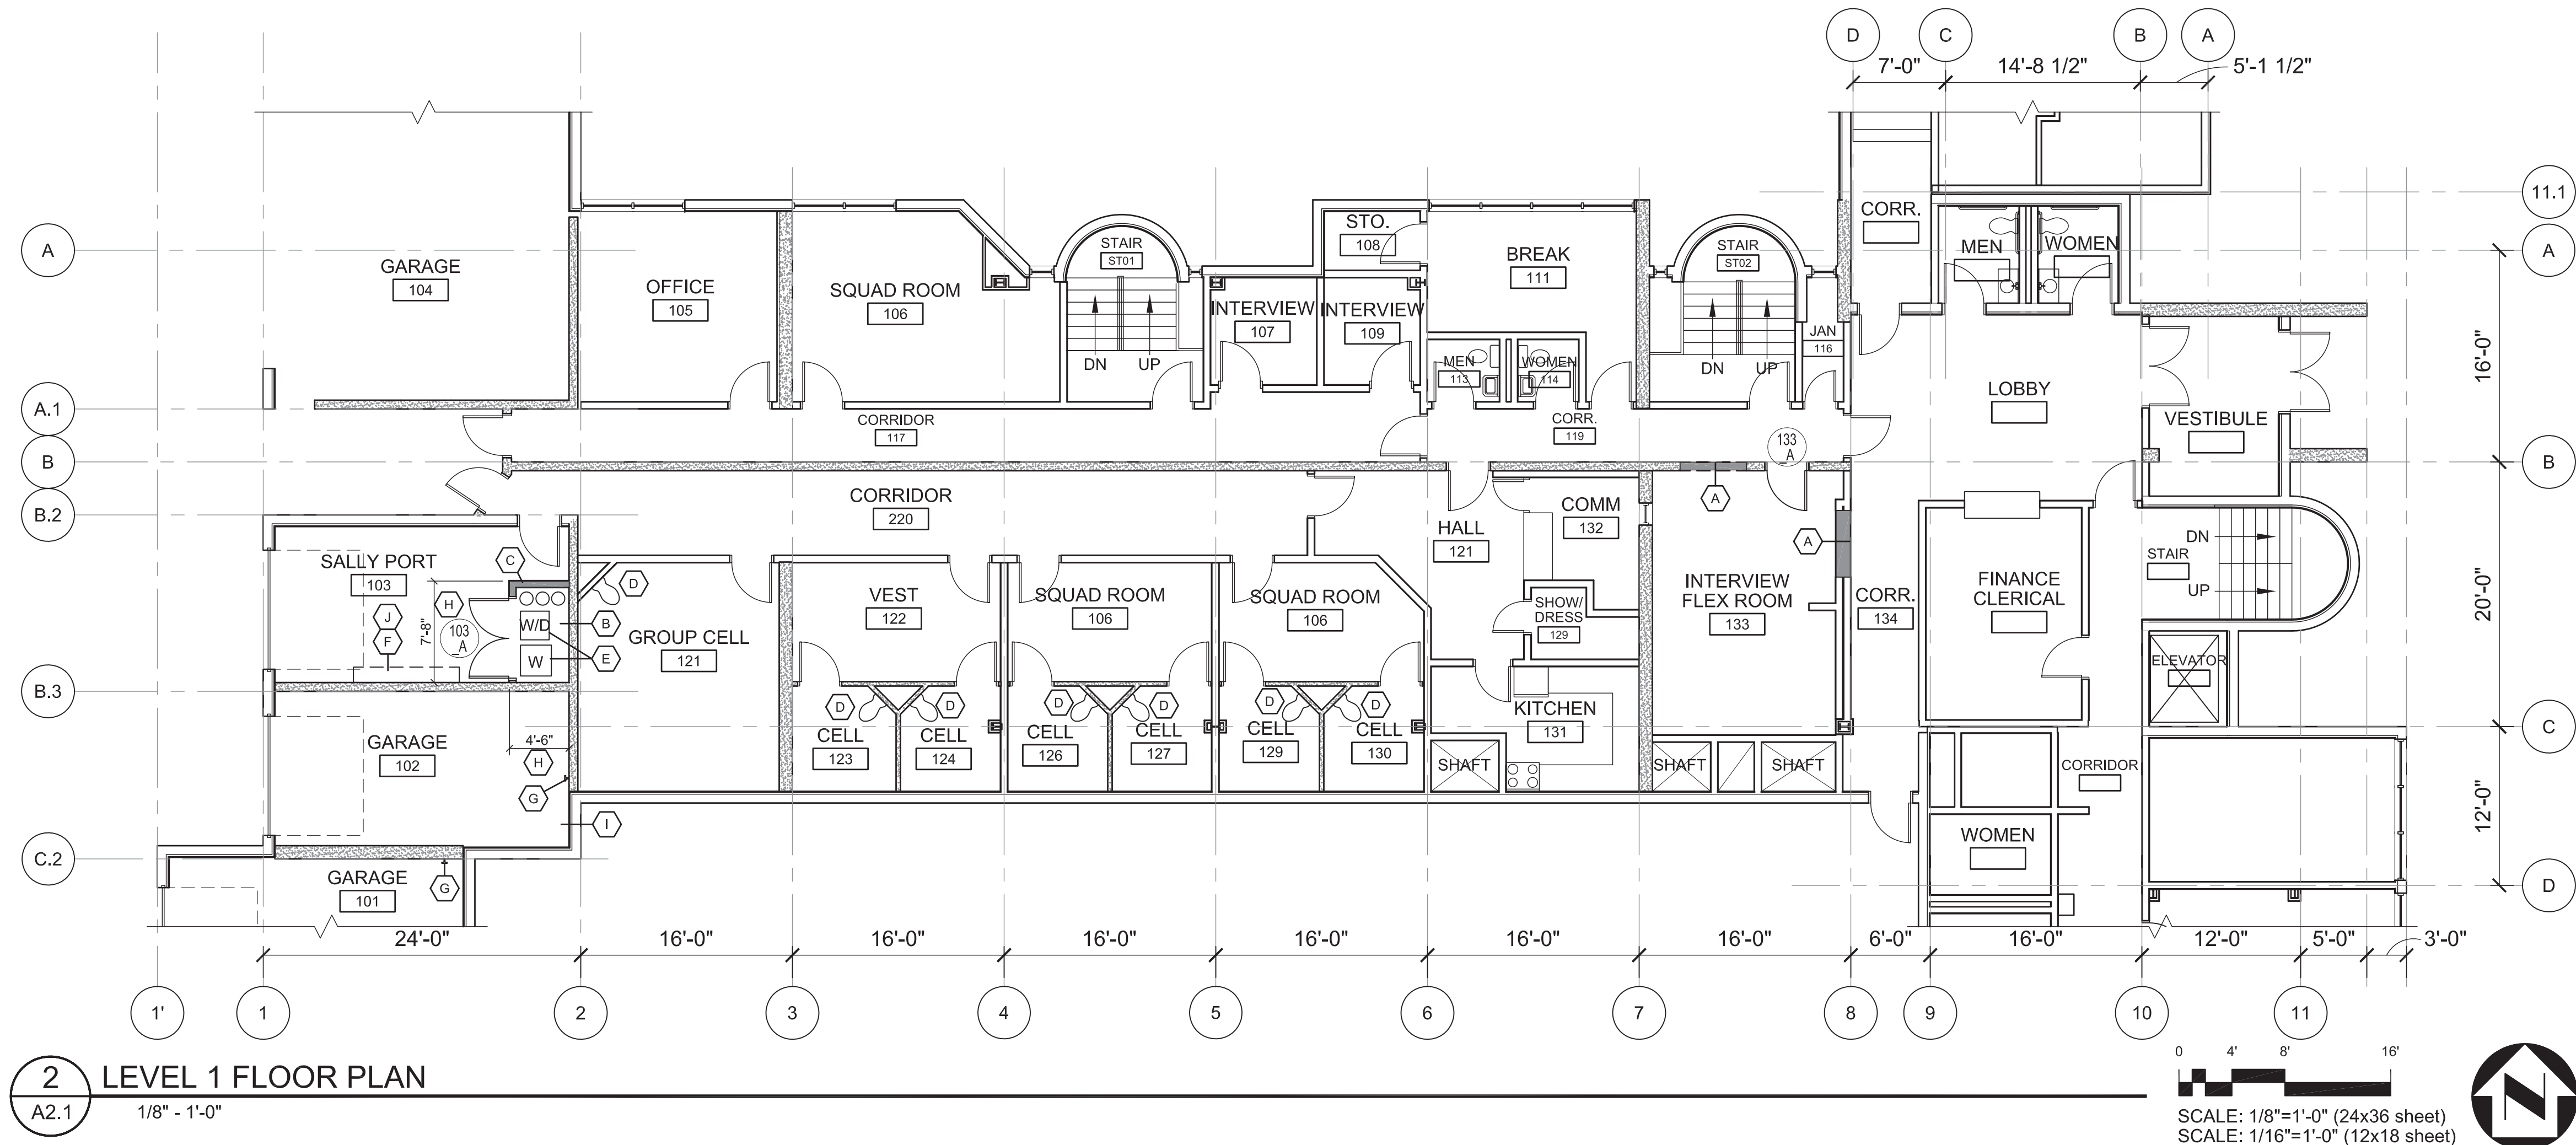 D
C
B
A
7'-0"
14'-8 1/2"
5'-1 1/2"
11.1
A
A
16'-0"
A.1
B
B
B.2
20'-0"
B.3
C
12'-0"
C.2
D
GARAGE
104
OFFICE
105
SQUAD ROOM
106
STAIR
ST01
DN
UP
INTERVIEW
107
INTERVIEW
109
STO.
108
BREAK
111
MEN
113
WOMEN
114
STAIR
ST02
DN
UP
JAN
116
CORR.
MEN
WOMEN
LOBBY
VESTIBULE
CORRIDOR
117
CORR.
119
133
_A
A
CORRIDOR
220
HALL
121
COMM
132
SHOW/
DRESS
129
INTERVIEW
FLEX ROOM
133
A
CORR.
134
FINANCE
CLERICAL
DN
STAIR
UP
ELEVATOR
SALLY PORT
103
C
H
J
F
7'-8"
103
_A
W/D
W
B
E
D
GROUP CELL
121
VEST
122
SQUAD ROOM
106
SQUAD ROOM
106
D
D
D
D
D
D
CELL
123
CELL
124
CELL
126
CELL
127
CELL
129
CELL
130
KITCHEN
131
SHAFT
SHAFT
SHAFT
CORRIDOR
WOMEN
GARAGE
102
4'-6"
H
G
I
GARAGE
101
G
24'-0"
16'-0"
16'-0"
16'-0"
16'-0"
16'-0"
16'-0"
6'-0"
16'-0"
12'-0"
5'-0"
3'-0"
1'
1
2
3
4
5
6
7
8
9
10
11
2
A2.1
LEVEL 1 FLOOR PLAN
1/8" - 1'-0"
0
4'
8'
16'
SCALE: 1/8"=1'-0" (24x36 sheet)
SCALE: 1/16"=1'-0" (12x18 sheet)
N